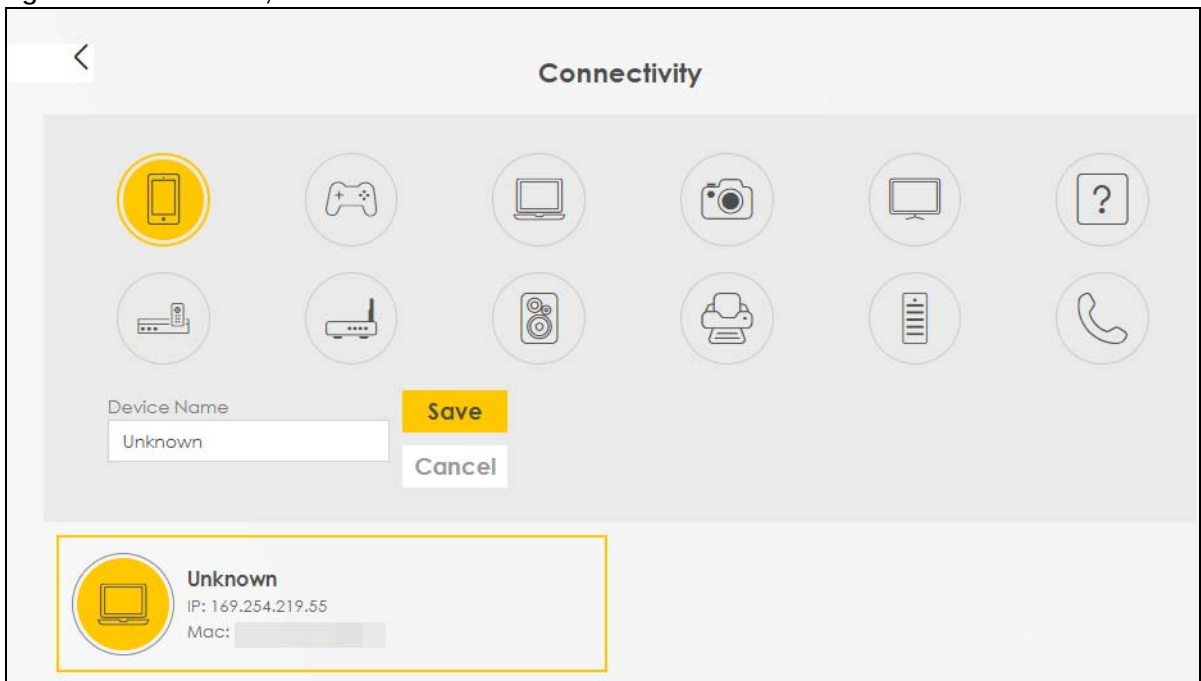 Connectivity
?
Device Name
Save
Unknown
Cancel
Unknown
IP: 169.254.219.55
Mac: